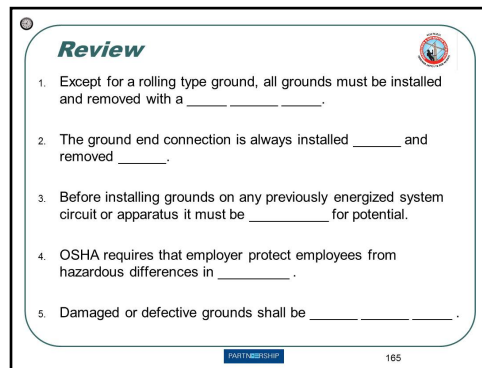 Review
1. Except for a rolling type ground, all grounds must be installed
and removed with a _____ ______ _____.
2. The ground end connection is always installed ______ and
removed ______.
3. Before installing grounds on any previously energized system
circuit or apparatus it must be __________ for potential.
4. OSHA requires that employer protect employees from
hazardous differences in _________ .
5. Damaged or defective grounds shall be ______ ______ _____ .
PARTNERSHIP
165